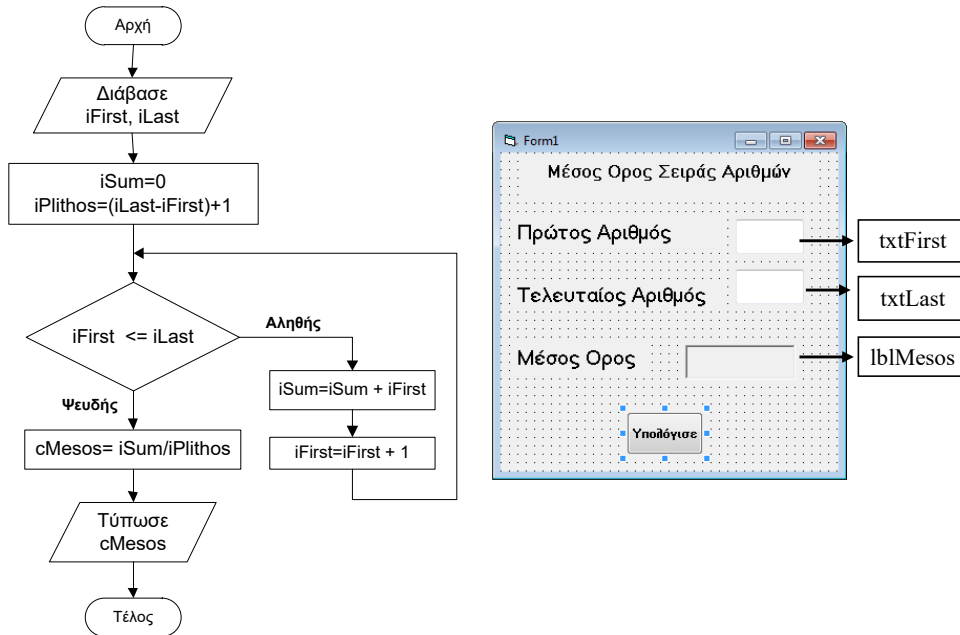 Αρχή
Διάβασε
iFirst, iLast
iSum=0
iPlithos=(iLast-iFirst)+1
iFirst <= iLast
Αληθής
iSum=iSum + iFirst
iFirst=iFirst + 1
Ψευδής
cMesos= iSum/iPlithos
Τύπωσε
cMesos
Τέλος
Form1
Μέσος Ορος Σειράς Αριθμών
Πρώτος Αριθμός
txtFirst
Τελευταίος Αριθμός
txtLast
Μέσος Ορος
lblMesos
Υπολόγισε